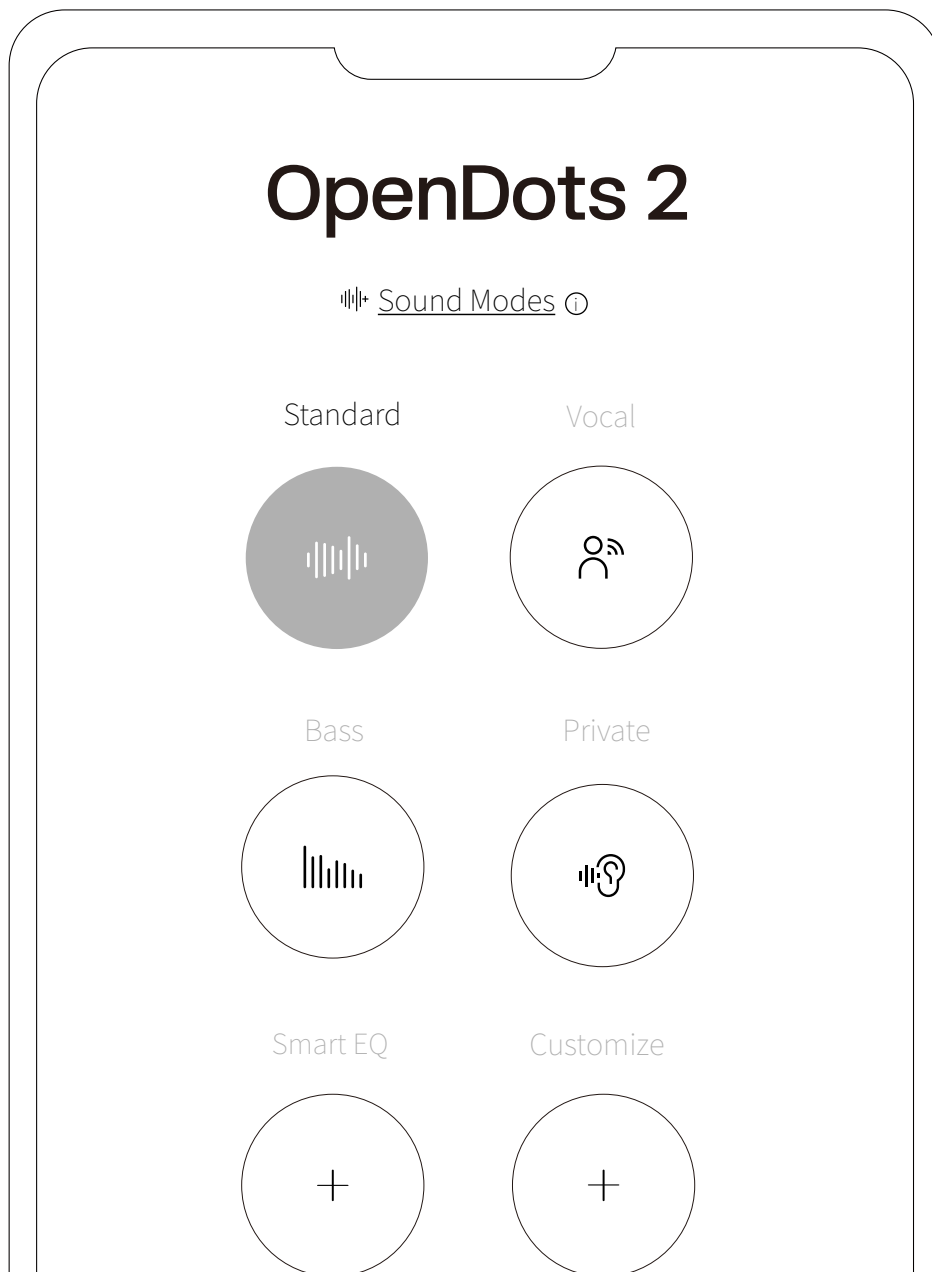 OpenDots 2
Sound Modes i
Standard
Vocal
Bass
Private
Smart EQ
Customize